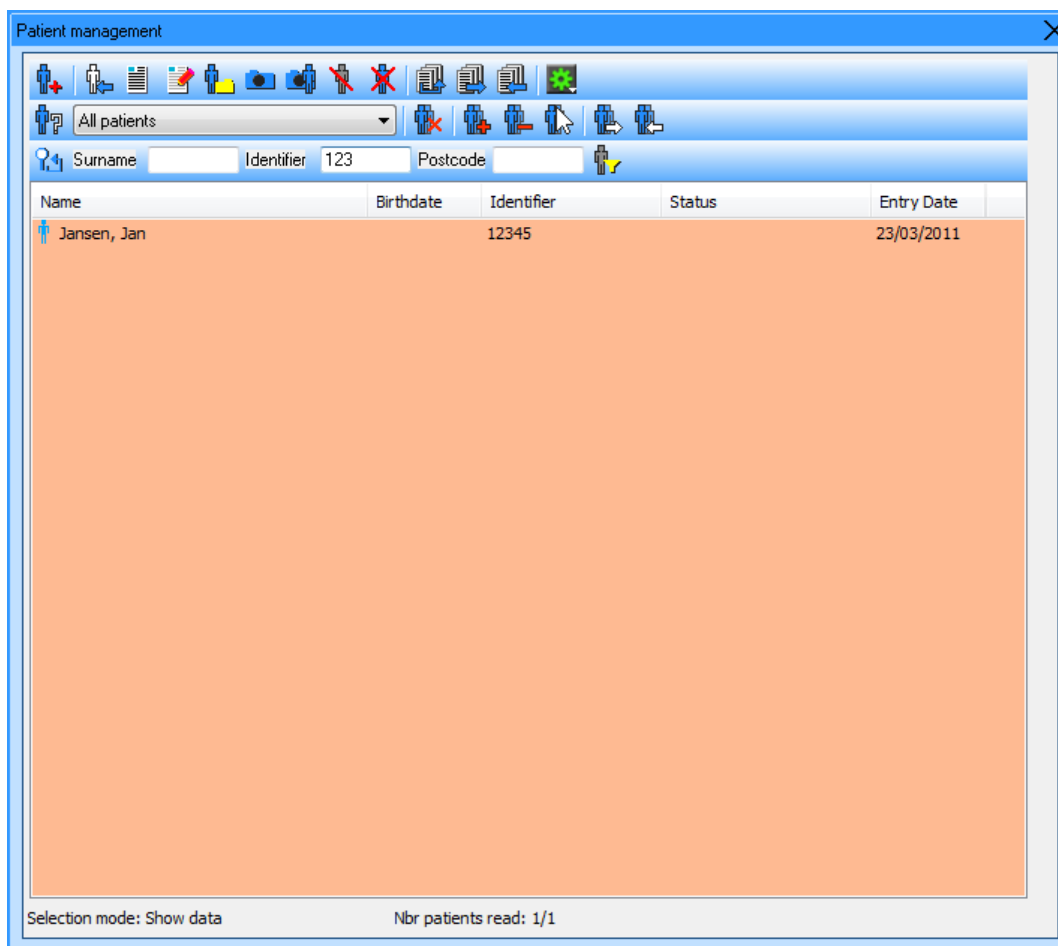 Patient management
All patients
Surname Identifier 123 Postcode
Name Birthdate Identifier Status Entry Date
Jansen, Jan 12345 23/03/2011
Selection mode: Show data Nbr patients read: 1/1